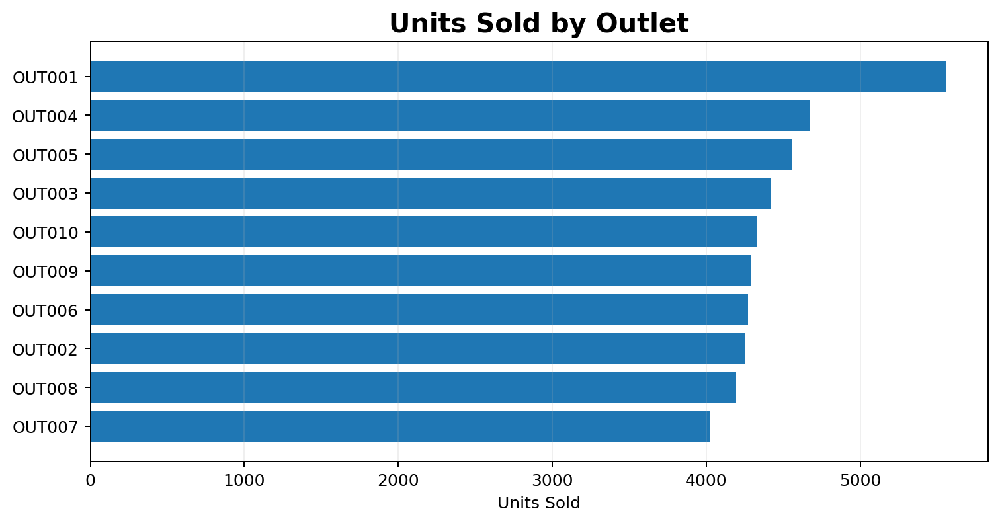 Units Sold by Outlet
OUT001
OUT004
OUT005
OUT003
OUT010
OUT009
OUT006
OUT002
OUT008
OUT007
0 1000 2000 3000 4000 5000
Units Sold